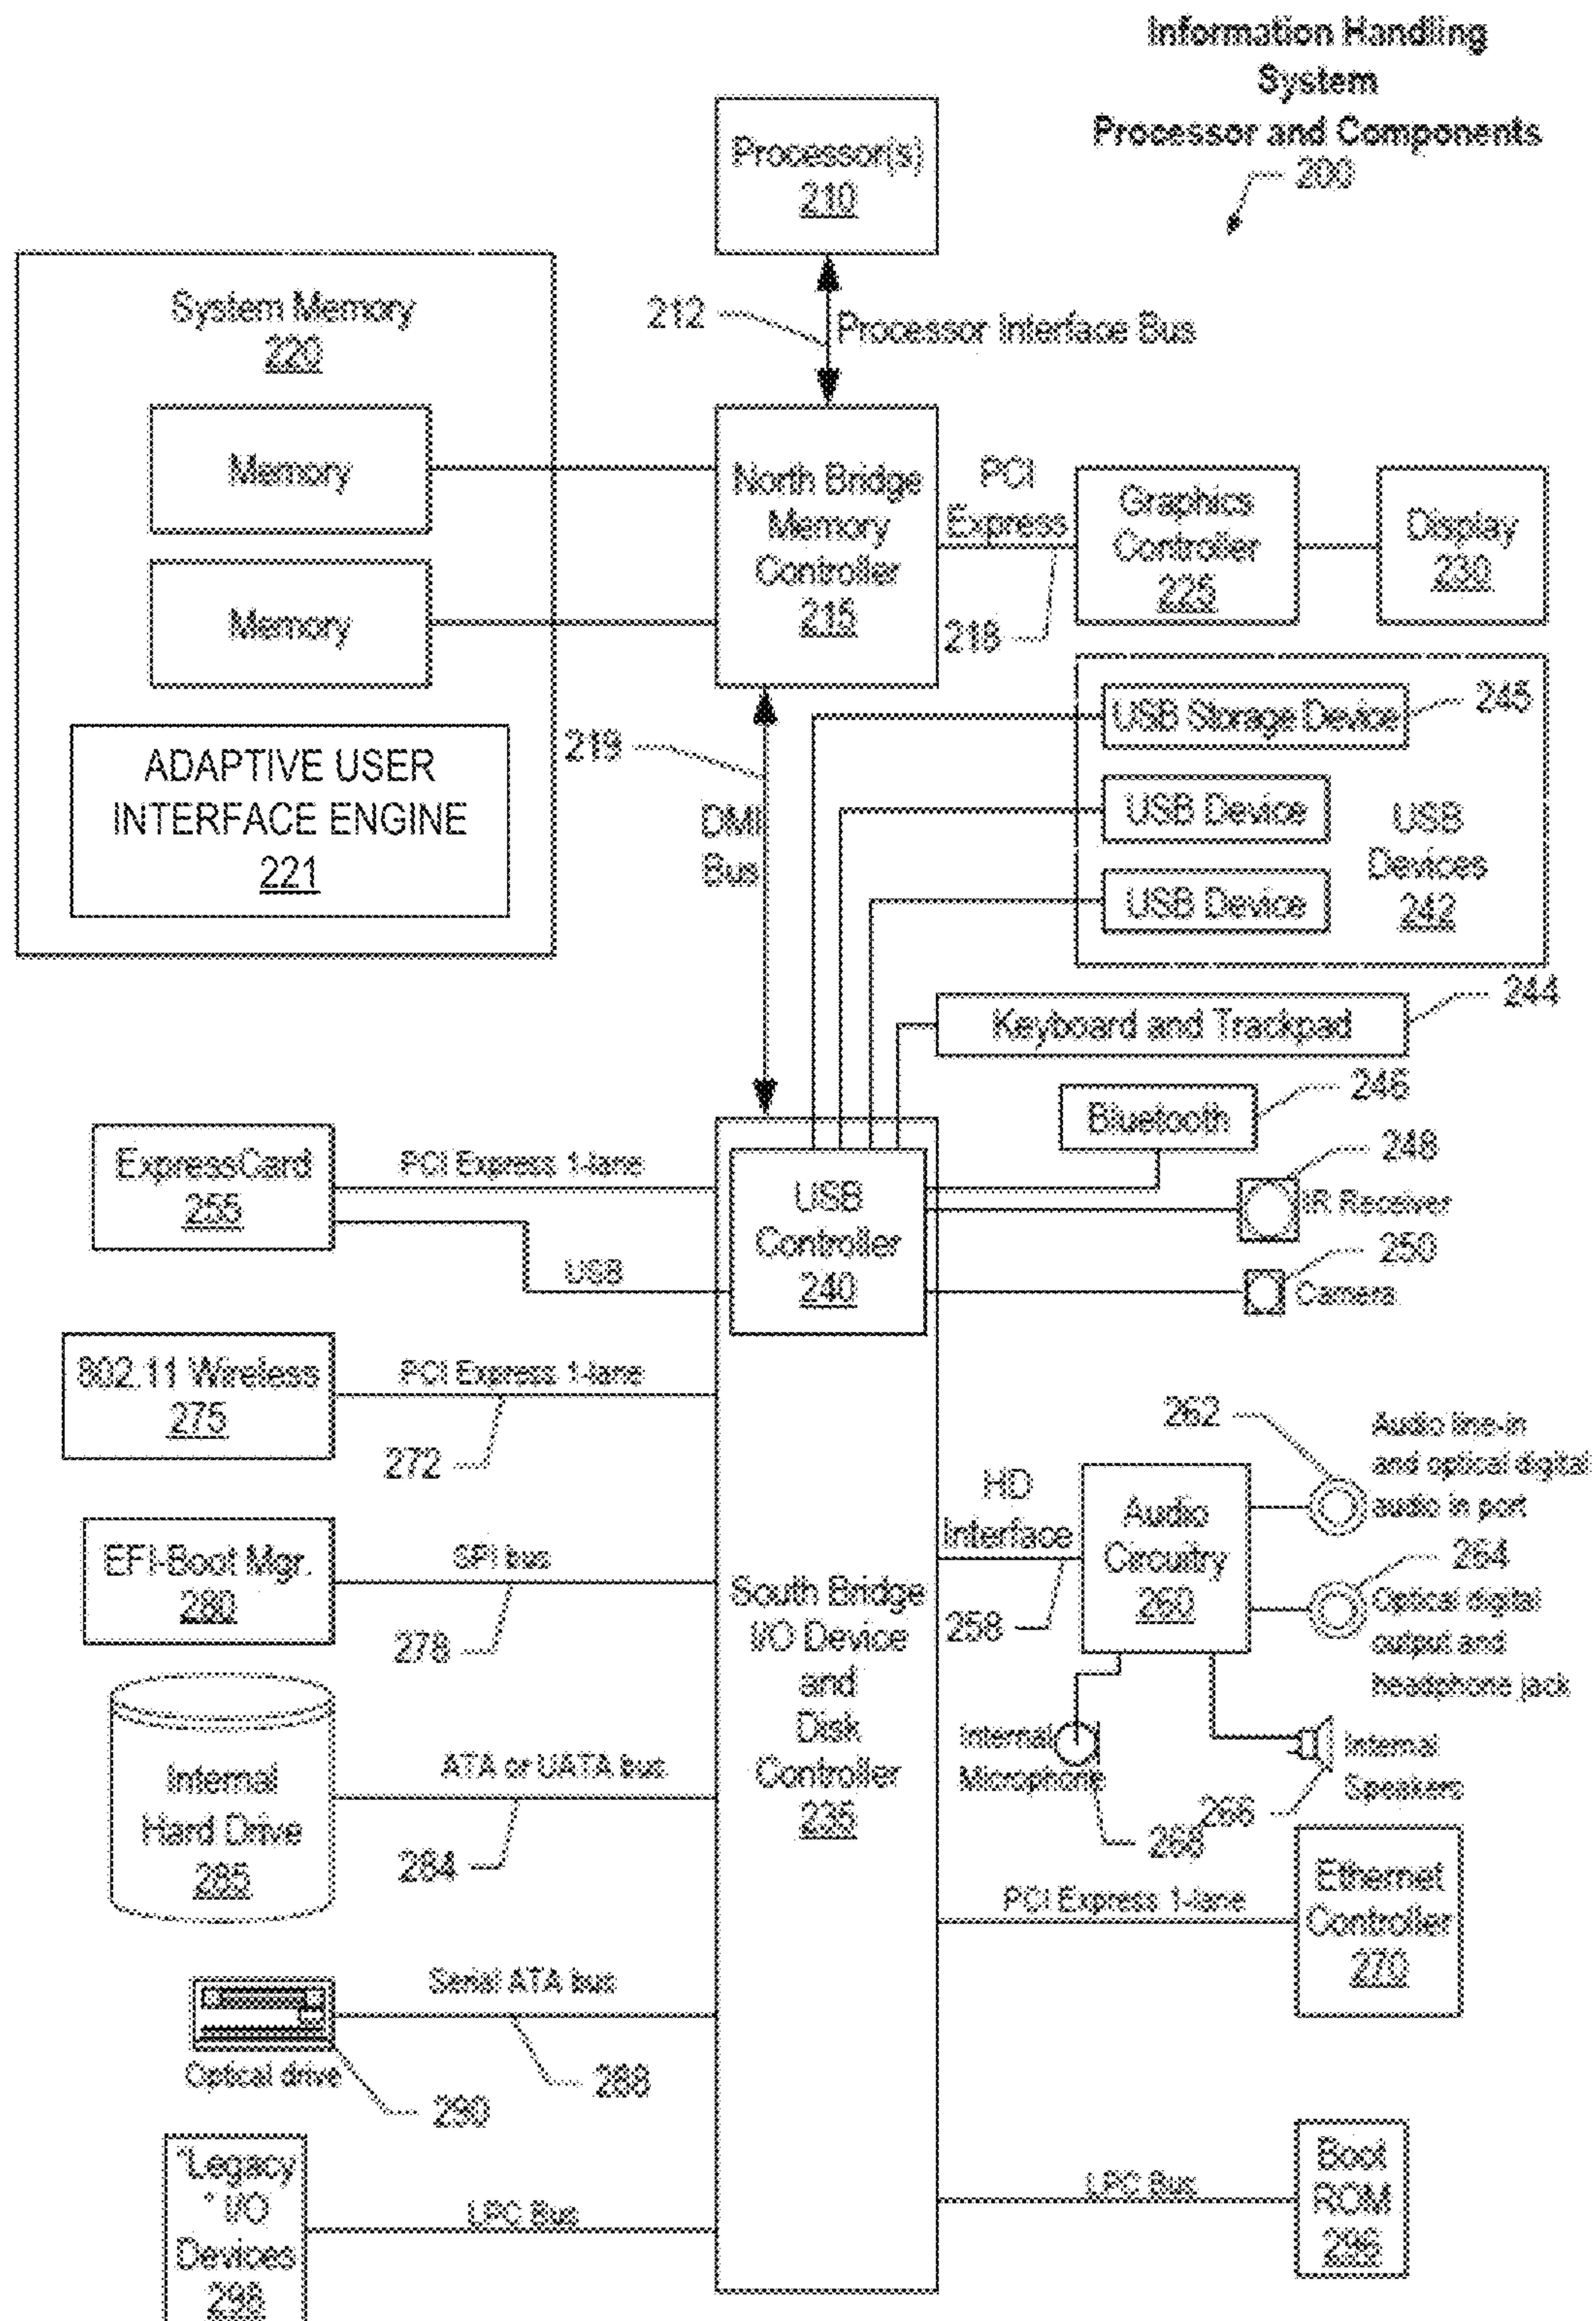 Information Handling
System
Processor and Components
200
Processor(s)
210
212
Processor Interface Bus
System Memory
220
Memory
Memory
ADAPTIVE USER
INTERFACE ENGINE
221
North Bridge
Memory
Controller
215
PCI
Express
218
Graphics
Controller
225
Display
230
219
DMI
Bus
USB Storage Device
245
USB Device
USB Device
USB
Devices
242
Keyboard and Trackpad
244
Bluetooth
246
248
IR Receiver
250
Camera
USB
Controller
240
ExpressCard
255
PCI Express 1-lane
USB
802.11 Wireless
275
PCI Express 1-lane
272
EFI-Boot Mgr.
280
SPI bus
278
Internal
Hard Drive
285
ATA or UATA bus
284
Serial ATA bus
288
Optical drive
290
"Legacy
" I/O
Devices
298
LPC Bus
South Bridge
I/O Device
and
Disk
Controller
235
HD
Interface
258
Audio
Circuitry
260
262
Audio line-in
and optical digital
audio in port
264
Optical digital
output and
headphone jack
Internal
Microphone
268
266
Internal
Speakers
PCI Express 1-lane
Ethernet
Controller
270
LPC Bus
Boot
ROM
296